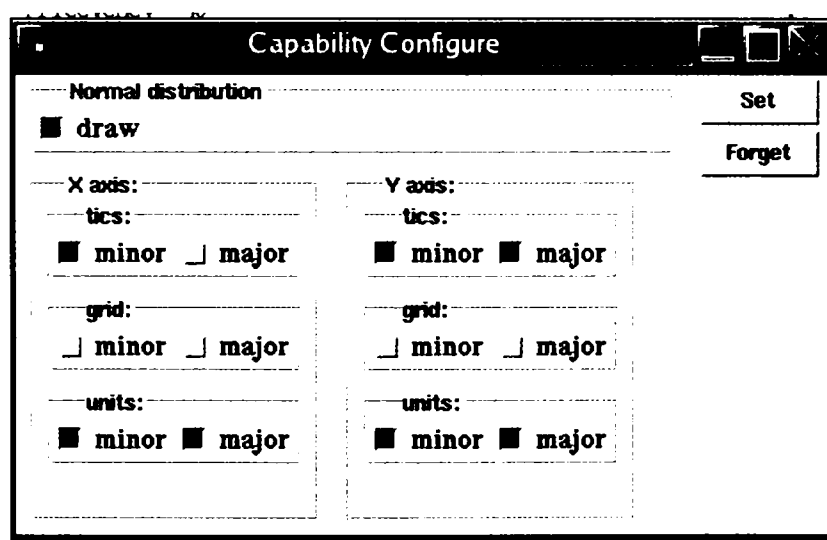 Capability Configure
Normal distribution
draw
Set
Forget
X axis:
tics:
minor major
grid:
minor major
units:
minor major
Y axis:
tics:
minor major
grid:
minor major
units:
minor major